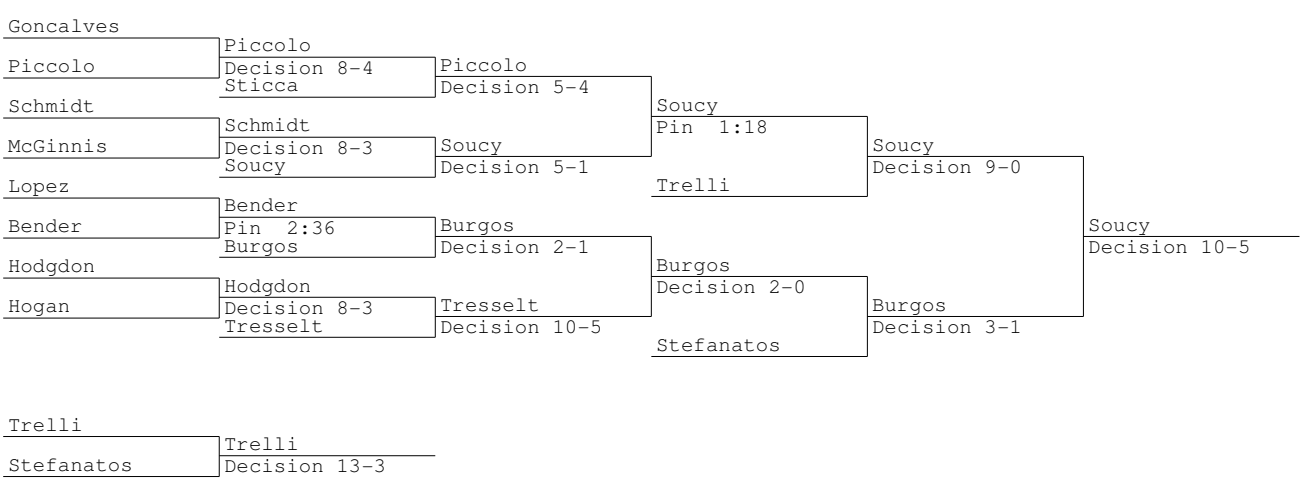 Goncalves
Piccolo
Piccolo
Decision 8-4
Piccolo
Sticca
Decision 5-4
Schmidt
Soucy
Schmidt
Pin 1:18
McGinnis
Decision 8-3
Soucy
Soucy
Soucy
Decision 5-1
Decision 9-0
Lopez
Trelli
Bender
Bender
Pin 2:36
Burgos
Soucy
Burgos
Decision 2-1
Decision 10-5
Hodgdon
Burgos
Hodgdon
Decision 2-0
Hogan
Decision 8-3
Tresselt
Burgos
Tresselt
Decision 10-5
Decision 3-1
Stefanatos
Trelli
Trelli
Stefanatos
Decision 13-3